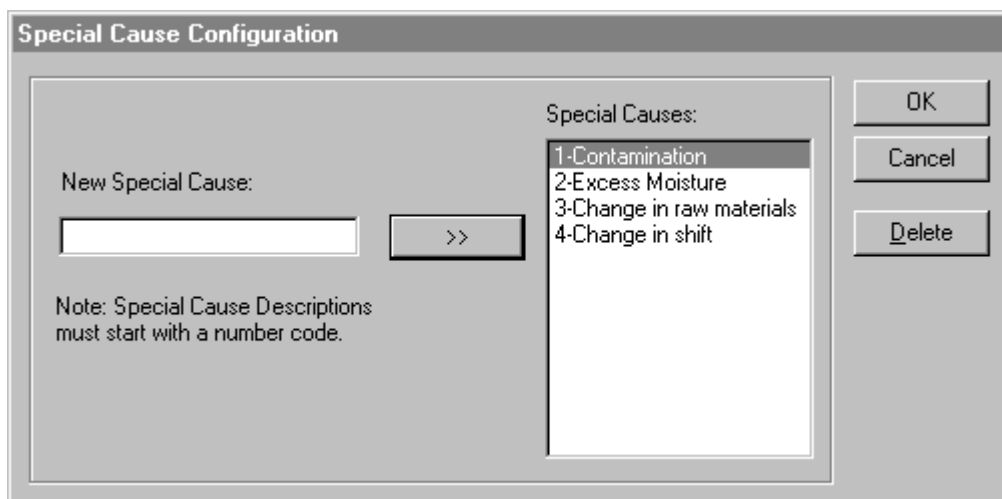 Special Cause Configuration
New Special Cause:
>>
Note: Special Cause Descriptions
must start with a number code.
Special Causes:
1-Contamination
2-Excess Moisture
3-Change in raw materials
4-Change in shift
OK
Cancel
Delete